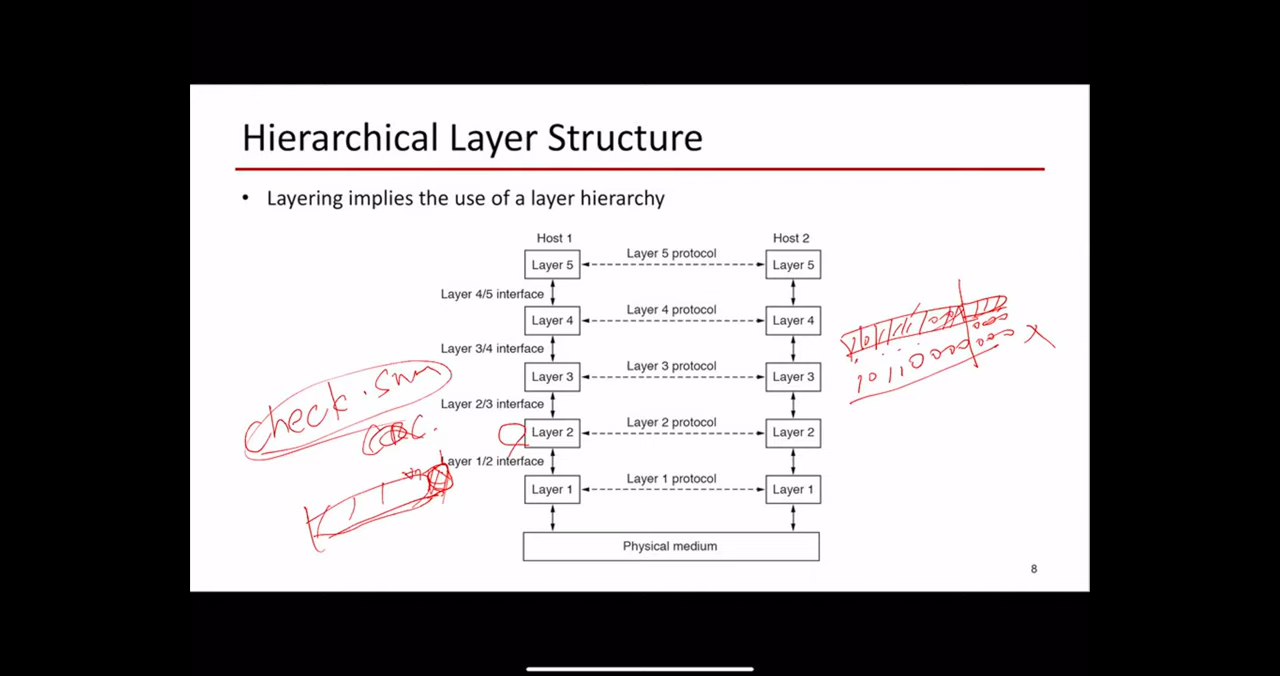 Hierarchical Layer Structure
• Layering implies the use of a layer hierarchy
Host 1 Host 2
Layer 5 Layer 5 protocol Layer 5
Layer 4/5 interface
Layer 4 Layer 4 protocol Layer 4
Layer 3/4 interface
Layer 3 Layer 3 protocol Layer 3
Layer 2/3 interface
Layer 2 Layer 2 protocol Layer 2
Layer 1/2 interface
Layer 1 Layer 1 protocol Layer 1
Physical medium
check.sum
8